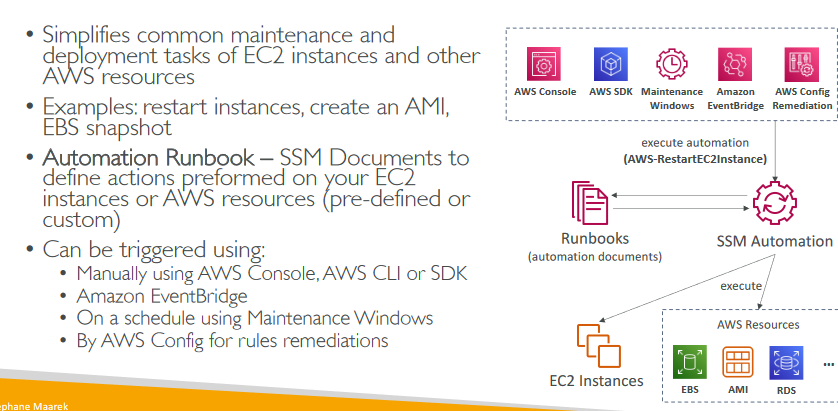 • Simplifies common maintenance and
deployment tasks of EC2 instances and other
AWS resources
• Examples: restart instances, create an AMI,
EBS snapshot
• Automation Runbook – SSM Documents to
define actions preformed on your EC2
instances or AWS resources (pre-defined or
custom)
• Can be triggered using:
• Manually using AWS Console, AWS CLI or SDK
• Amazon EventBridge
• On a schedule using Maintenance Windows
• By AWS Config for rules remediations
AWS Console
AWS SDK
Maintenance
Windows
Amazon
EventBridge
AWS Config
Remediation
execute automation
(AWS-RestartEC2Instance)
Runbooks
(automation documents)
SSM Automation
execute
EC2 Instances
AWS Resources
EBS
AMI
RDS
...
ephane Maarek